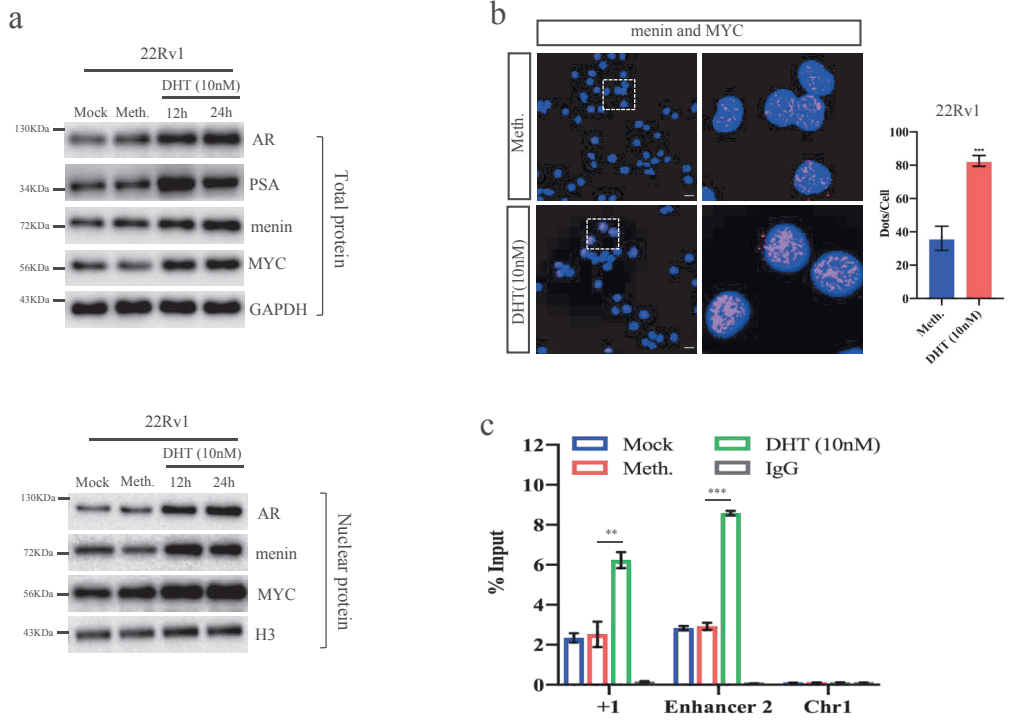 a
22Rv1
DHT (10nM)
Mock Meth. 12h 24h
130KDa
AR
34KDa
PSA
72KDa
menin
56KDa
MYC
43KDa
GAPDH
Total protein
22Rv1
DHT (10nM)
Mock Meth. 12h 24h
130KDa
AR
72KDa
menin
56KDa
MYC
43KDa
H3
Nuclear protein
b
menin and MYC
Meth.
DHT(10nM)
22Rv1
100
80
60
40
20
0
Dots/Cell
***
Meth.
DHT (10nM)
c
Mock
DHT (10nM)
Meth.
IgG
12
10
8
6
4
2
0
% Input
**
***
+1 Enhancer 2 Chr1